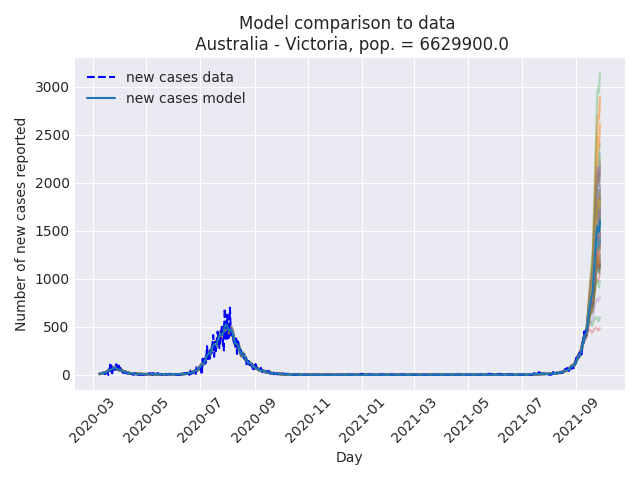 Model comparison to data
Australia - Victoria, pop. = 6629900.0
new cases data
new cases model
Number of new cases reported
3000
2500
2000
1500
1000
500
0
2020-03
2020-05
2020-07
2020-09
2020-11
2021-01
2021-03
2021-05
2021-07
2021-09
Day